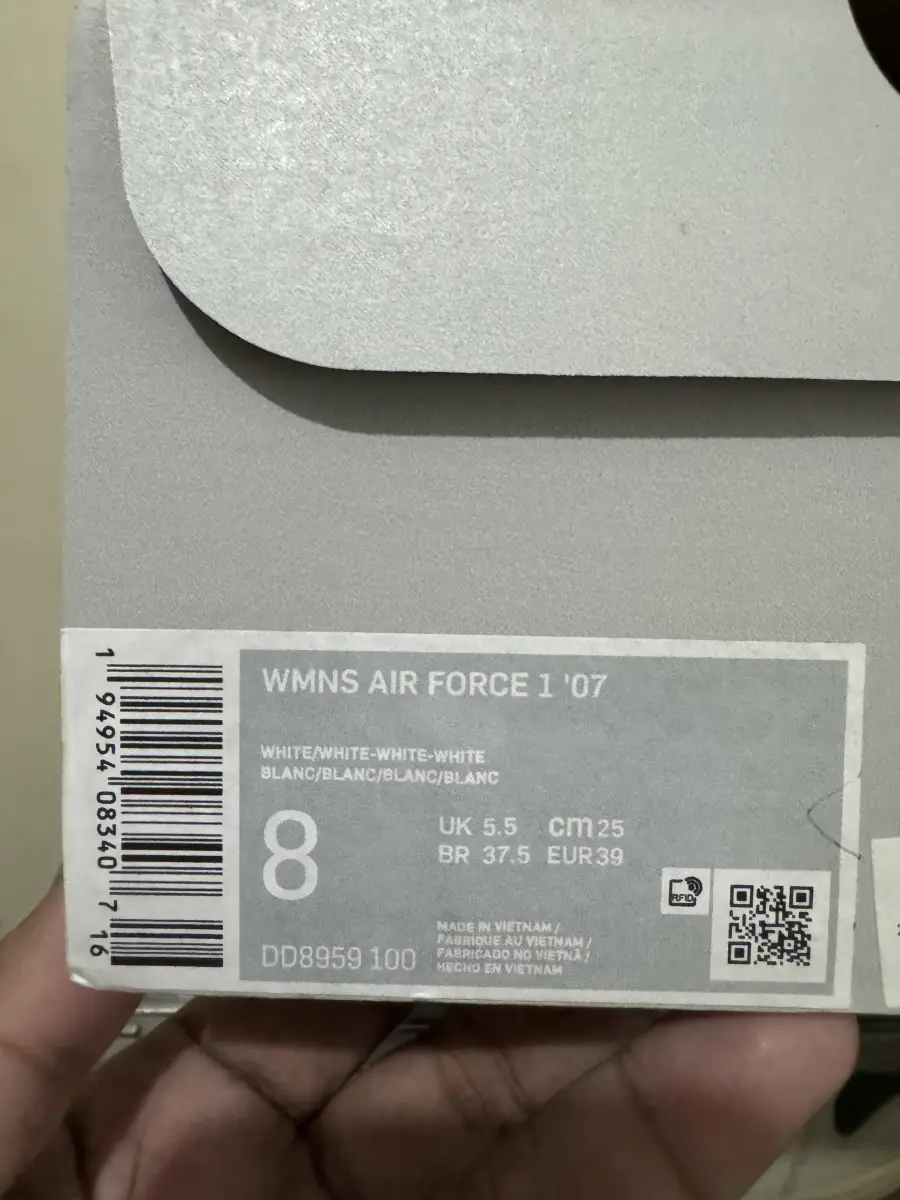 WMNS AIR FORCE 1 '07
WHITE/WHITE-WHITE-WHITE
BLANC/BLANC/BLANC/BLANC
8
UK 5.5 cm 25
BR 37.5 EUR 39
RFID
DD8959 100
MADE IN VIETNAM /
FABRIQUE AU VIETNAM /
FABRICADO NO VIETNÃ /
HECHO EN VIETNAM
1 94954 08340 7 16